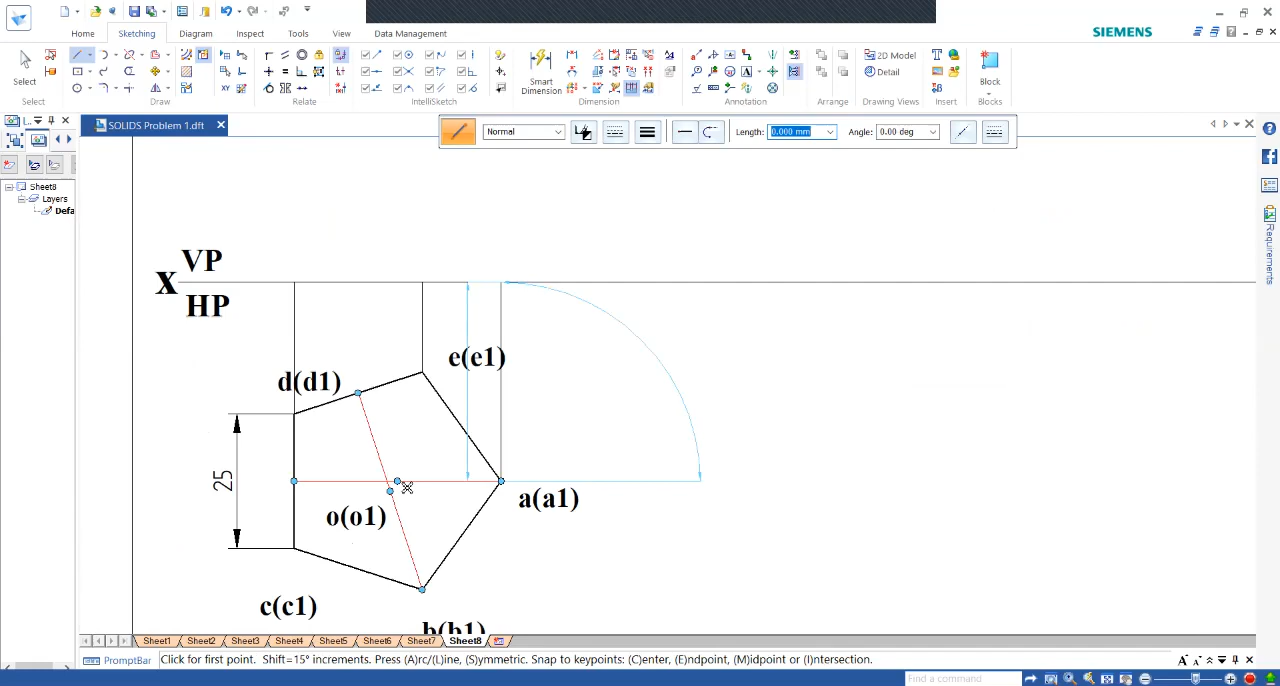 Home Sketching Diagram Inspect Tools View Data Management
SIEMENS
Select
Smart
Dimension
2D Model
Detail
Block
Select Draw Relate IntelliSketch Dimension Annotation Arrange Drawing Views Insert Blocks
SOLIDS Problem 1.dft
Normal
Length: 0.000 mm
Angle: 0.00 deg
Sheet8
Layers
Defa
Requirements
VP
X
HP
e(e1)
d(d1)
25
a(a1)
o(o1)
c(c1)
b(b1)
Sheet1 Sheet2 Sheet3 Sheet4 Sheet5 Sheet6 Sheet7 Sheet8
PromptBar
Click for first point. Shift=15° increments. Press (A)rc/(L)ine, (S)ymmetric. Snap to keypoints: (C)enter, (E)ndpoint, (M)idpoint or (I)ntersection.
Find a command